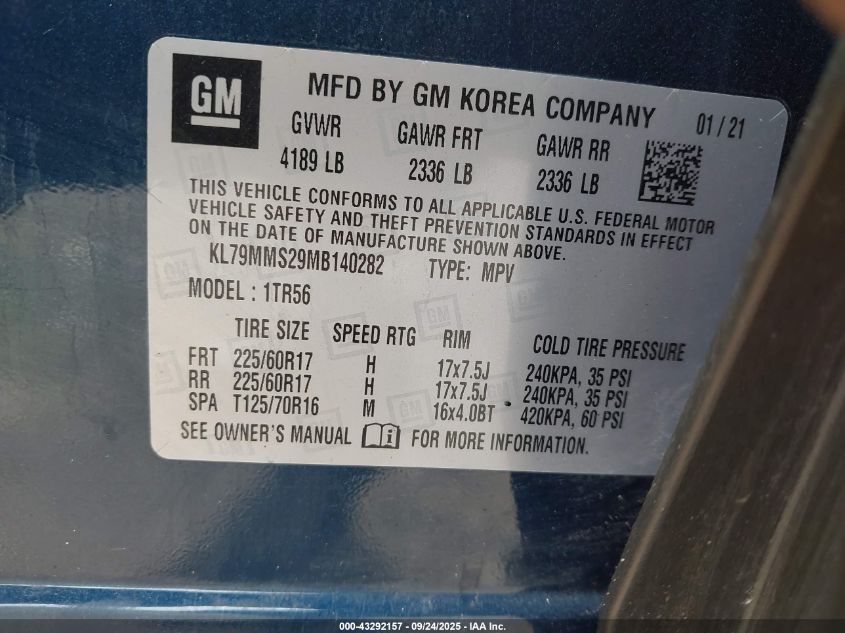 GM
MFD BY GM KOREA COMPANY 01/21
GVWR GAWR FRT GAWR RR
4189 LB 2336 LB 2336 LB
THIS VEHICLE CONFORMS TO ALL APPLICABLE U.S. FEDERAL MOTOR
VEHICLE SAFETY AND THEFT PREVENTION STANDARDS IN EFFECT
ON THE DATE OF MANUFACTURE SHOWN ABOVE.
KL79MMS29MB140282 TYPE: MPV
MODEL : 1TR56
TIRE SIZE SPEED RTG RIM COLD TIRE PRESSURE
FRT 225/60R17 H 17x7.5J 240KPA, 35 PSI
RR 225/60R17 H 17x7.5J 240KPA, 35 PSI
SPA T125/70R16 M 16x4.0BT 420KPA, 60 PSI
SEE OWNER'S MANUAL FOR MORE INFORMATION.
000-43292157 - 09/24/2025 - IAA Inc.